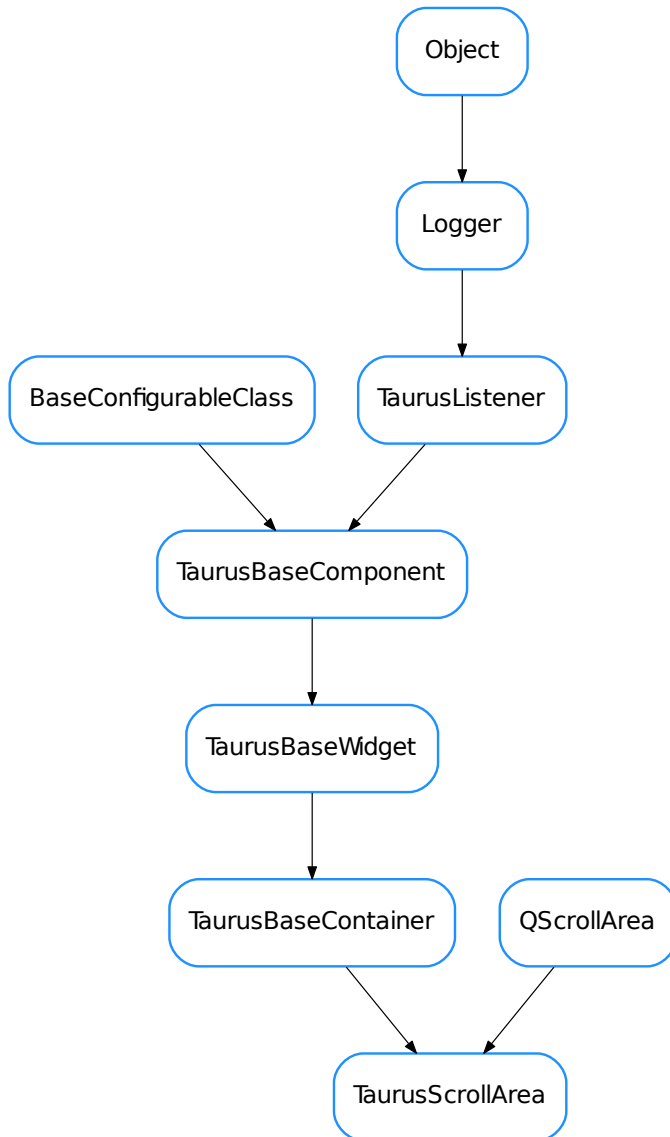 Object
Logger
BaseConfigurableClass
TaurusListener
TaurusBaseComponent
TaurusBaseWidget
TaurusBaseContainer
QScrollArea
TaurusScrollArea